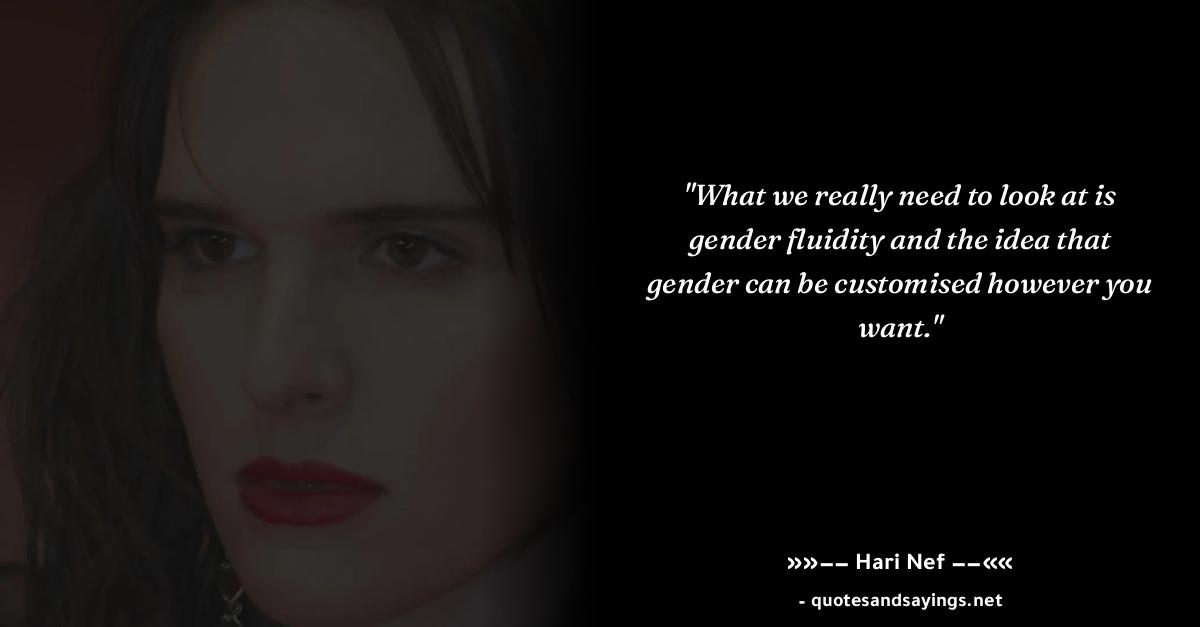 "What we really need to look at is
gender fluidity and the idea that
gender can be customised however you
want."
»»–– Hari Nef ––««
- quotesandsayings.net